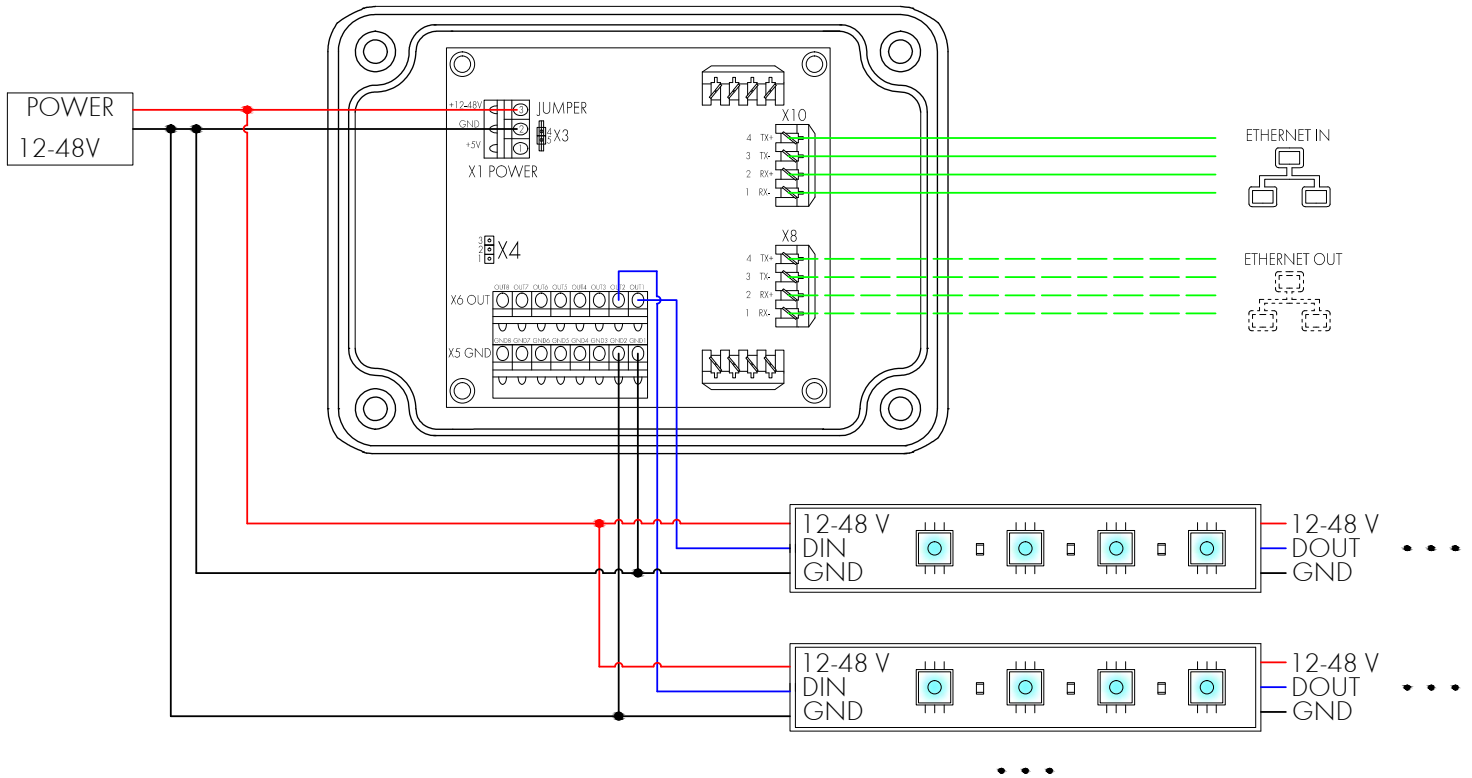 POWER
12-48V
+12-48V
GND
+5V
3
2
1
JUMPER
4
5
X3
X1 POWER
3
2
1
X4
X6 OUT
OUT8 OUT7 OUT6 OUT5 OUT4 OUT3 OUT2 OUT1
X5 GND
GND8 GND7 GND6 GND5 GND4 GND3 GND2 GND1
X10
4 TX+
3 TX-
2 RX+
1 RX-
X8
4 TX+
3 TX-
2 RX+
1 RX-
ETHERNET IN
ETHERNET OUT
12-48 V
DIN
GND
12-48 V
DOUT
GND
12-48 V
DIN
GND
12-48 V
DOUT
GND